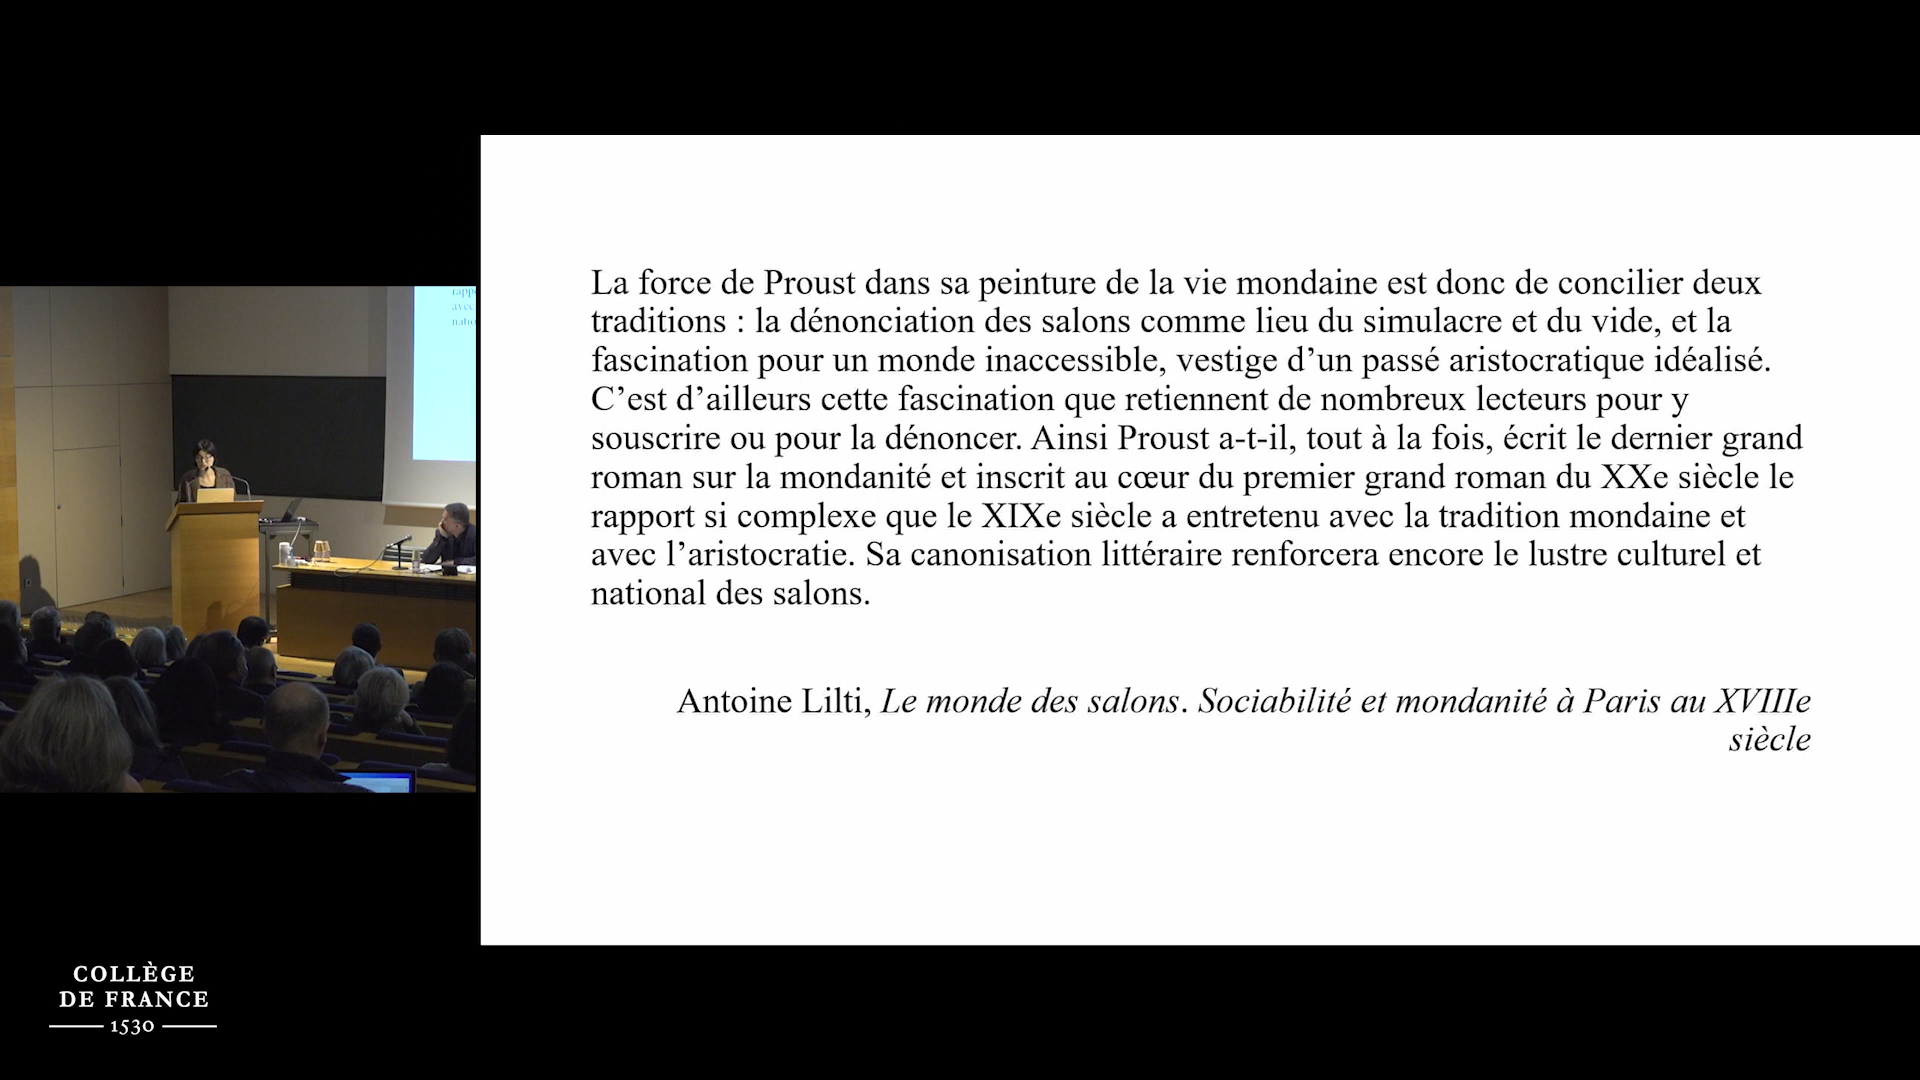 La force de Proust dans sa peinture de la vie mondaine est donc de concilier deux
traditions : la dénonciation des salons comme lieu du simulacre et du vide, et la
fascination pour un monde inaccessible, vestige d’un passé aristocratique idéalisé.
C’est d’ailleurs cette fascination que retiennent de nombreux lecteurs pour y
souscrire ou pour la dénoncer. Ainsi Proust a-t-il, tout à la fois, écrit le dernier grand
roman sur la mondanité et inscrit au cœur du premier grand roman du XXe siècle le
rapport si complexe que le XIXe siècle a entretenu avec la tradition mondaine et
avec l’aristocratie. Sa canonisation littéraire renforcera encore le lustre culturel et
national des salons.
Antoine Lilti, Le monde des salons. Sociabilité et mondanité à Paris au XVIIIe
siècle
rapp
avec
natio
COLLÈGE
DE FRANCE
1530